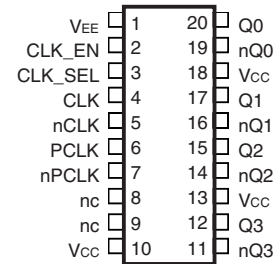 VEE 1 20 Q0
CLK_EN 2 19 nQ0
CLK_SEL 3 18 VCC
CLK 4 17 Q1
nCLK 5 16 nQ1
PCLK 6 15 Q2
nPCLK 7 14 nQ2
nc 8 13 VCC
nc 9 12 Q3
VCC 10 11 nQ3